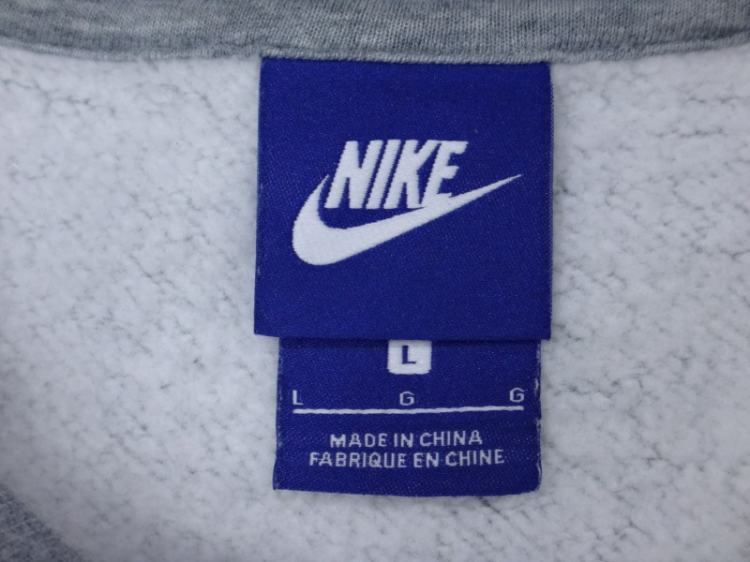 NIKE
L
L G G
MADE IN CHINA
FABRIQUE EN CHINE